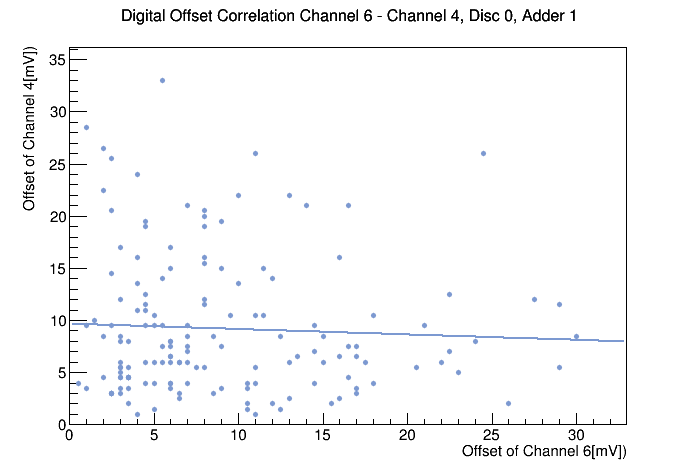 Digital Offset Correlation Channel 6 - Channel 4, Disc 0, Adder 1
Offset of Channel 4[mV])
35
30
25
20
15
10
5
0
0 5 10 15 20 25 30
Offset of Channel 6[mV])